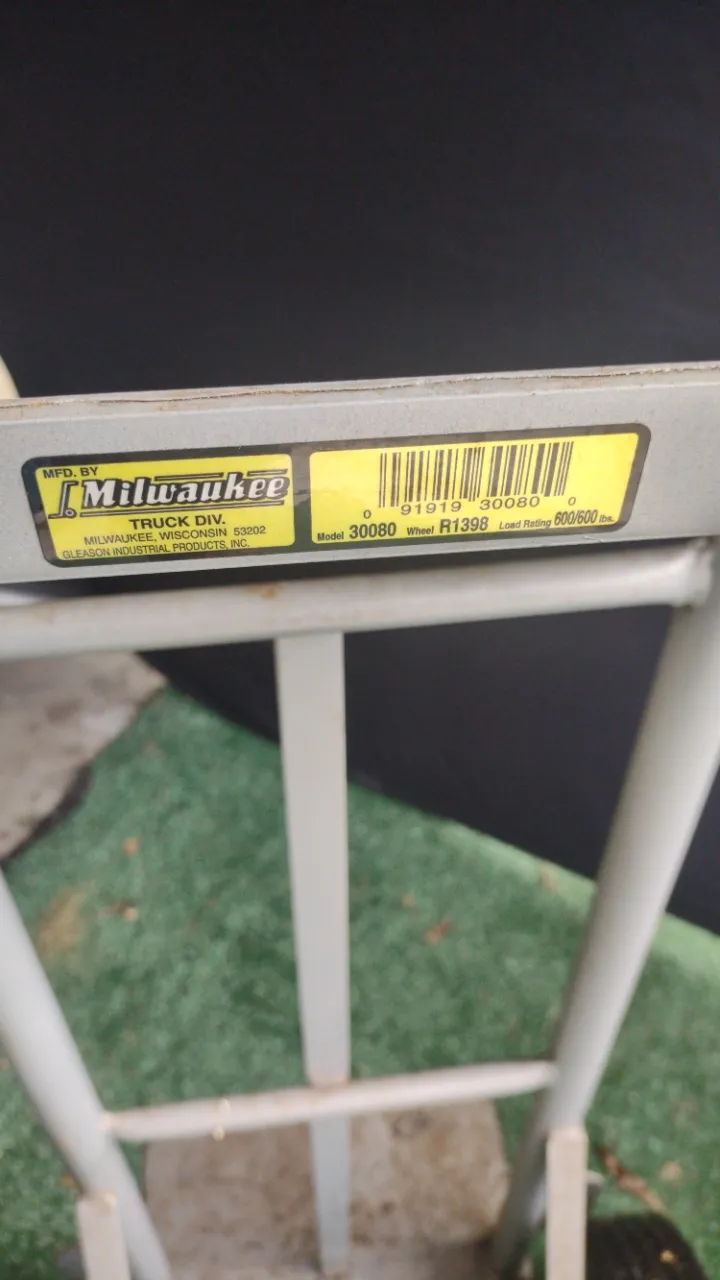 MFD. BY
Milwaukee
TRUCK DIV.
MILWAUKEE, WISCONSIN 53202
GLEASON INDUSTRIAL PRODUCTS, INC.
0 91919 30080 0
Model 30080 Wheel R1398 Load Rating 600/600 lbs.